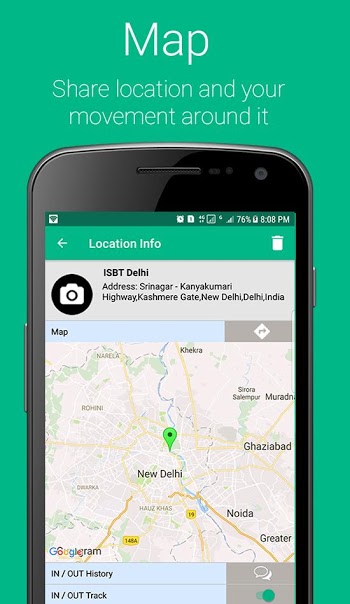 Map
Share location and your
movement around it
76% 8:08 PM
Location Info
ISBT Delhi
Address: Srinagar - Kanyakumari
Highway,Kashmere Gate,New Delhi,Delhi,India
Map
NARELA
Khekra
Sirora
Salempur
Muradn
ROHINI
Ghaziabad
New Delhi
DWARKA
HAUZ KHAS
Noida
148A
Greater
Google
ram
IN / OUT History
IN / OUT Track